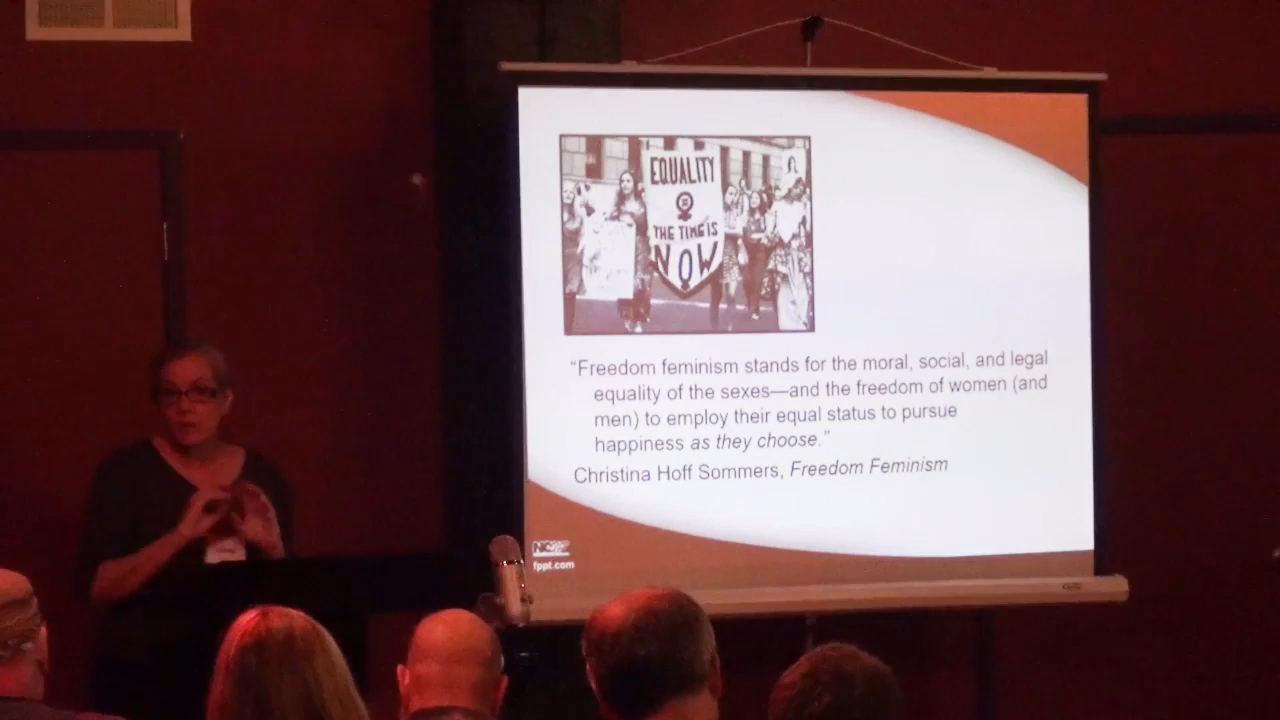 EQUALITY
THE TIME IS
NOW
“Freedom feminism stands for the moral, social, and legal
equality of the sexes—and the freedom of women (and
men) to employ their equal status to pursue
happiness as they choose.”
Christina Hoff Sommers, Freedom Feminism
fppt.com